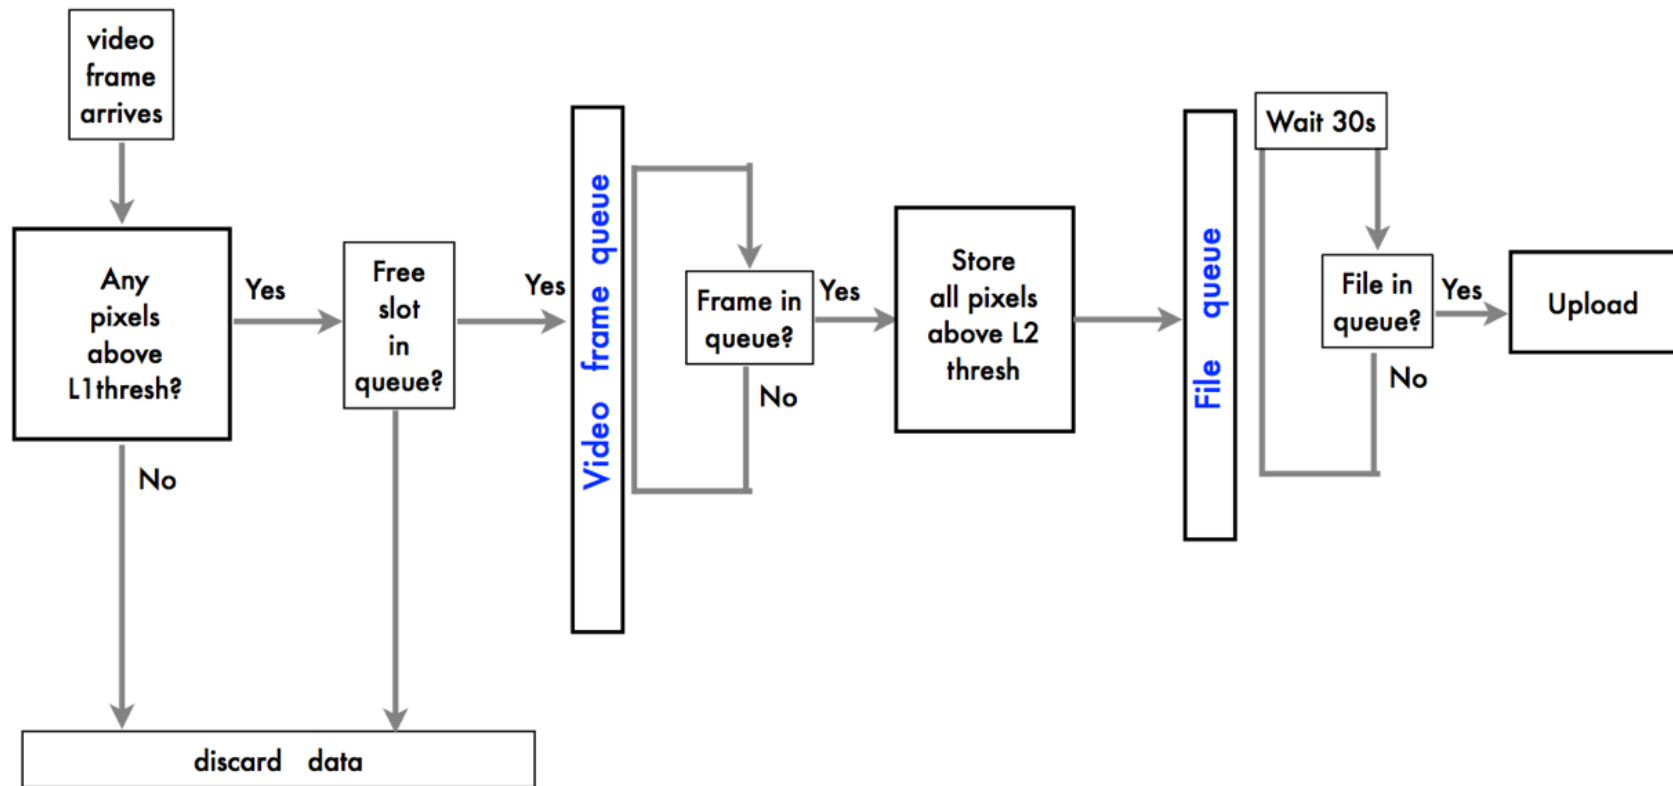 video
frame
arrives
Any
pixels
above
L1thresh?
Yes
No
Free
slot
in
queue?
Yes
Video frame queue
Frame in
queue?
Yes
No
Store
all pixels
above L2
thresh
File queue
Wait 30s
File in
queue?
Yes
No
Upload
discard data